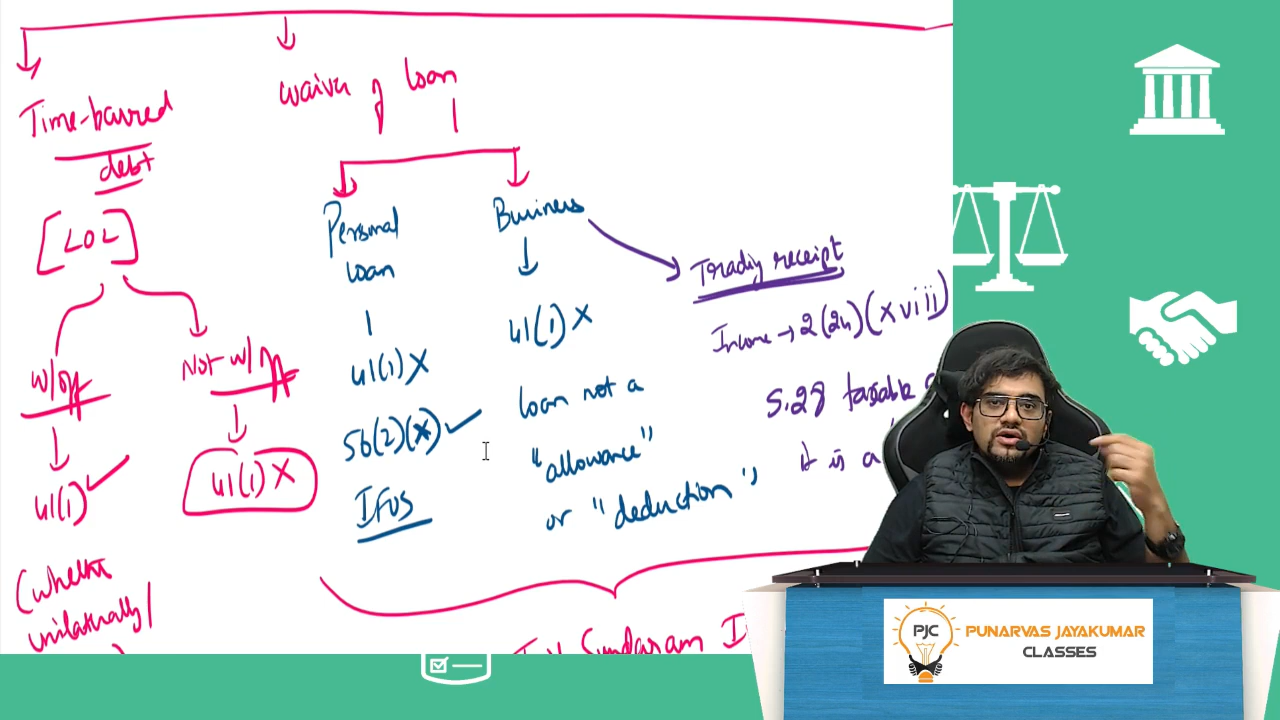 Time-barred
debt
[LOL]
w/off
Not w/off
41(1) ✓
41(1) X
(whether
unilaterally/
waiver of loan
Personal
loan
41(1) X
56(2)(x) ✓
IFOS
Business
41(1) X
loan not a
"allowance"
or "deduction",
Trading receipt
Income → 2(24)(xviii)
S.28 taxable
it is a
Sundaram I
PJC
PUNARVAS JAYAKUMAR
CLASSES